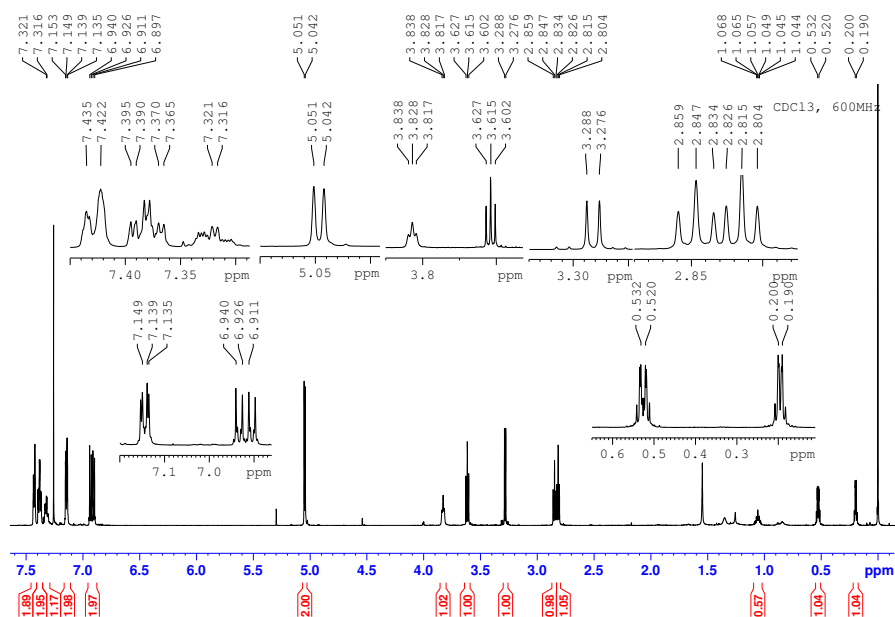 7.321 7.316 7.153 7.149 7.139 7.135 6.940 6.926 6.911 6.897 5.051 5.042 3.838 3.828 3.817 3.627 3.615 3.602 3.288 3.276 2.859 2.847 2.834 2.826 2.815 2.804 1.068 1.065 1.057 1.049 1.045 1.044 0.532 0.520 0.200 0.190
CDCl3, 600MHz
7.435 7.422 7.395 7.390 7.370 7.365 7.321 7.316
7.40 7.35 ppm
5.051 5.042
5.05 ppm
3.838 3.828 3.817 3.627 3.615 3.602
3.8 ppm
3.288 3.276
3.30 ppm
2.859 2.847 2.834 2.826 2.815 2.804
2.85 ppm
7.149 7.139 7.135 6.940 6.926 6.911
7.1 7.0 ppm
0.532 0.520 0.200 0.190
0.6 0.5 0.4 0.3 ppm
7.5 7.0 6.5 6.0 5.5 5.0 4.5 4.0 3.5 3.0 2.5 2.0 1.5 1.0 0.5 ppm
1.89 1.95 1.17 1.98 1.97 2.00 1.02 1.00 1.00 0.98 1.05 0.57 1.04 1.04